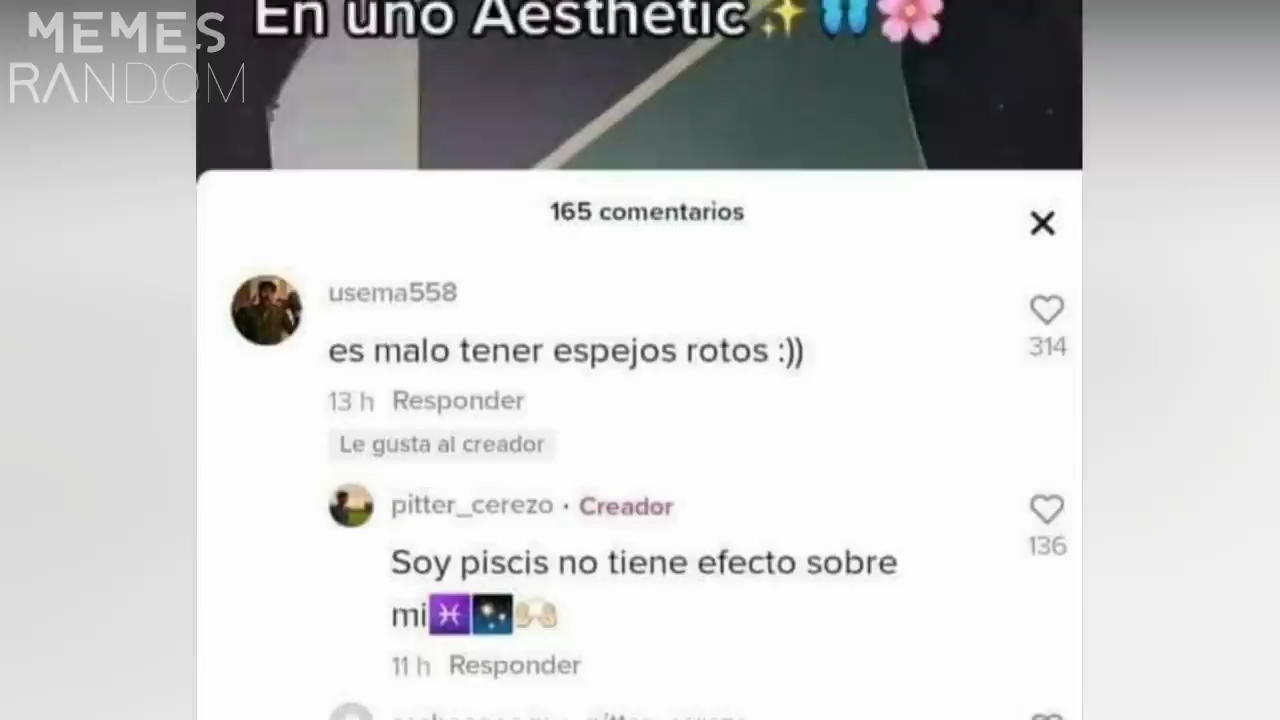 MEMES
RANDOM
En uno Aesthetic✨🩵🌸
165 comentarios
usema558
314
es malo tener espejos rotos :))
13 h Responder
Le gusta al creador
pitter_cerezo · Creador
136
Soy piscis no tiene efecto sobre
mi♓🌌🙌🏻
11 h Responder